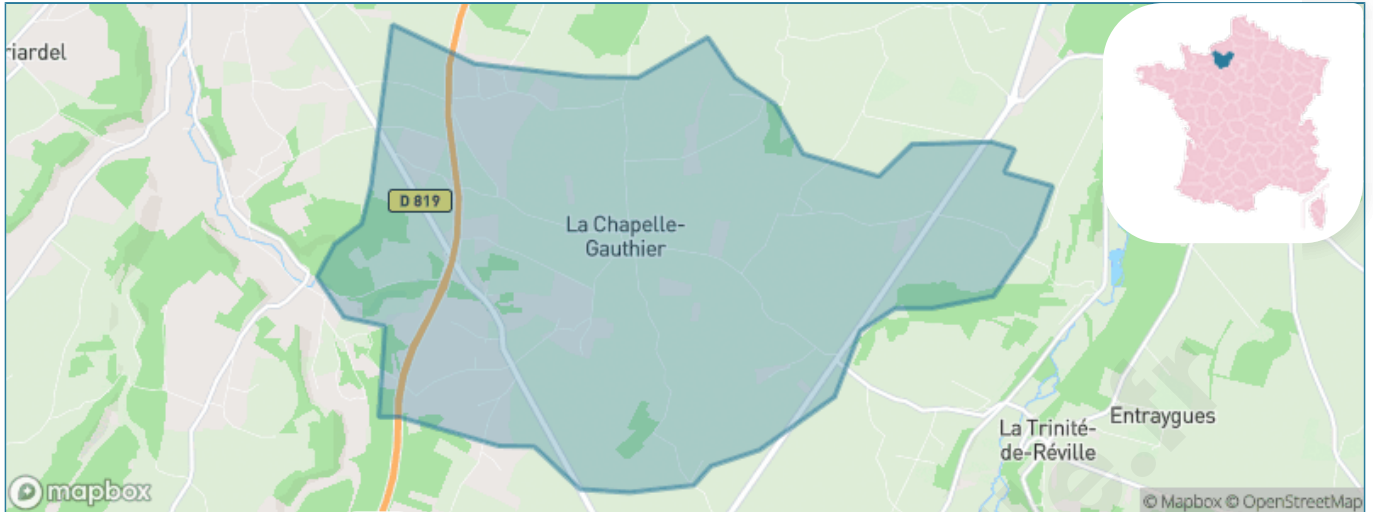 riardel
D 819
La Chapelle-
Gauthier
La Trinité-
de-Réville
Entraygues
mapbox
© Mapbox © OpenStreetMap